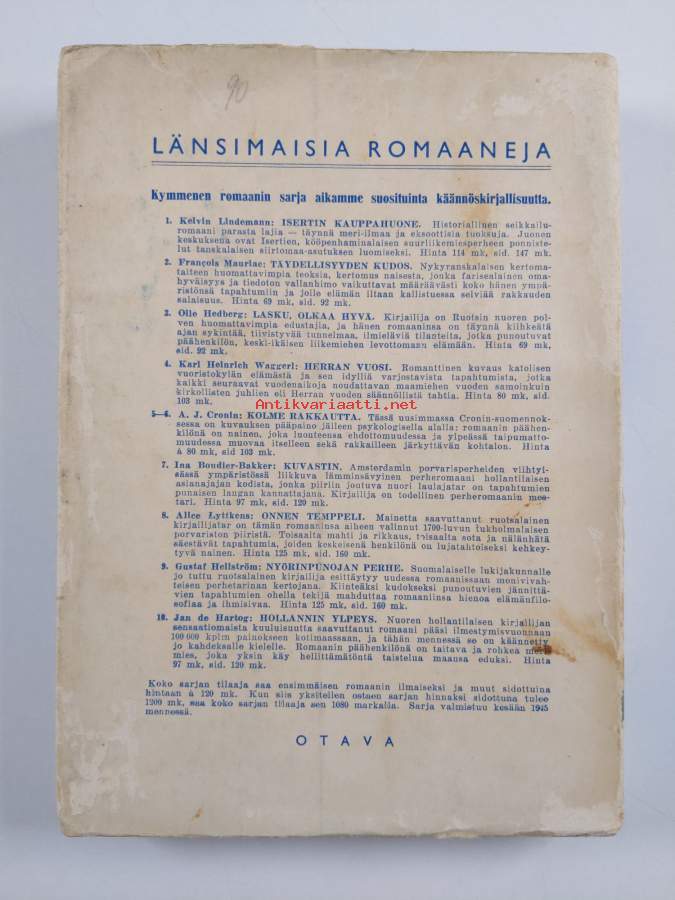 90
LÄNSIMAISIA ROMAANEJA
Kymmenen romaanin sarja aikamme suosituinta käännöskirjallisuutta.
1. Kelvin Lindemann: ISERTIN KAUPPAHUONE. Historiallinen seikkailu-
romaani parasta lajia — täynnä meri-ilmaa ja eksoottisia tuoksuja. Juonen
keskuksena ovat Isertien, kööpenhaminalaisen suurliikemiesperheen ponniste-
lut tanskalaisen siirtomaa-asutuksen luomiseksi. Hinta 114 mk, sid. 147 mk.
2. François Mauriac: TÄYDELLISYYDEN KUDOS. Nykyranskalaisen kertoma-
taiteen huomattavimpia teoksia, kertomus naisesta, jonka farisealainen oma-
hyväisyys ja tiedoton vallanhimo vaikuttavat määräävästi koko hänen ympä-
ristönsä tapahtumiin ja jolle elämän iltaan kallistuessa selviää rakkauden
salaisuus. Hinta 69 mk, sid. 92 mk.
3. Olle Hedberg: LASKU, OLKAA HYVÄ. Kirjailija on Ruotsin nuoren pol-
ven huomattavimpia edustajia, ja hänen romaaninsa on täynnä kiihkeätä
ajan sykintää, tiivistyvää tunnelmaa, ilmieläviä tilanteita, jotka punoutuvat
päähenkilön, keski-ikäisen liikemiehen levottomaan elämään. Hinta 69 mk,
sid. 92 mk.
4. Karl Heinrich Waggerl: HERRAN VUOSI. Romanttinen kuvaus katolisen
vuoristokylän elämästä ja sen idylliä varjostavista tapahtumista, jotka
kaikki seuraavat vuodenaikoja noudattavan maamiehen vuoden samoinkuin
kirkollisten juhlien eli Herran vuoden säännöllistä tahtia. Hinta 80 mk, sid.
103 mk.
Antikvariaatti.net
5—6. A. J. Cronin: KOLME RAKKAUTTA. Tässä uusimmassa Cronin-suomennok-
sessa on kuvauksen pääpaino jälleen psykologisella alalla: romaanin päähen-
kilönä on nainen, joka luonteensa ehdottomuudessa ja ylpeässä taipumatto-
muudessa muovaa itselleen sekä rakkailleen järkyttävän kohtalon. Hinta
à 80 mk, sid 103 mk.
7. Ina Boudier-Bakker: KUVASTIN. Amsterdamin porvarisperheiden viihtyi-
sässä ympäristössä liikkuva lämminsävyinen perheromaani hollantilaisen
asianajajan kodista, jonka piiriin joutuva nuori laulajatar on tapahtumien
punaisen langan kannattajana. Kirjailija on todellinen perheromaanin mes-
tari. Hinta 97 mk, sid. 120 mk.
8. Alice Lyttkens: ONNEN TEMPPELI. Mainetta saavuttanut ruotsalainen
kirjailijatar on tämän romaaninsa aiheen valinnut 1700-luvun tukholmalaisen
porvariston piiristä. Toisaalta mahti ja rikkaus, toisaalta sota ja nälänhätä
säestävät tapahtumia, joiden keskeisenä henkilönä on lujatahtoiseksi kehkey-
tyvä nainen. Hinta 125 mk, sid. 160 mk.
9. Gustaf Hellström: NYÖRINPUNOJAN PERHE. Suomalaiselle lukijakunnalle
jo tuttu ruotsalainen kirjailija esittäytyy uudessa romaanissaan monivivah-
teisen perhetarinan kertojana. Kiinteäksi kudokseksi punoutuvien jännittä-
vien tapahtumien ohella tekijä mahduttaa romaaniinsa hienoa elämänfilo-
sofiaa ja ihmisivaa. Hinta 125 mk, sid. 160 mk.
10. Jan de Hartog: HOLLANNIN YLPEYS. Nuoren hollantilaisen kirjailijan
sensaatiomaista kuuluisuutta saavuttanut romaani pääsi ilmestymisvuonnaan
100 000 kpl:n painokseen kotimaassaan, ja tähän mennessä se on käännetty
jo kahdeksalle kielelle. Romaanin päähenkilönä on taitava ja rohkea meri-
mies, joka yksin käy hellittämätöntä taistelua maansa eduksi. Hinta
97 mk, sid. 120 mk.
Koko sarjan tilaaja saa ensimmäisen romaanin ilmaiseksi ja muut sidottuina
hintaan à 120 mk. Kun siis yksitellen ostaen sarjan hinnaksi sidottuna tulee
1200 mk, saa koko sarjan tilaaja sen 1080 markalla. Sarja valmistuu kesään 1945
mennessä.
OTAVA